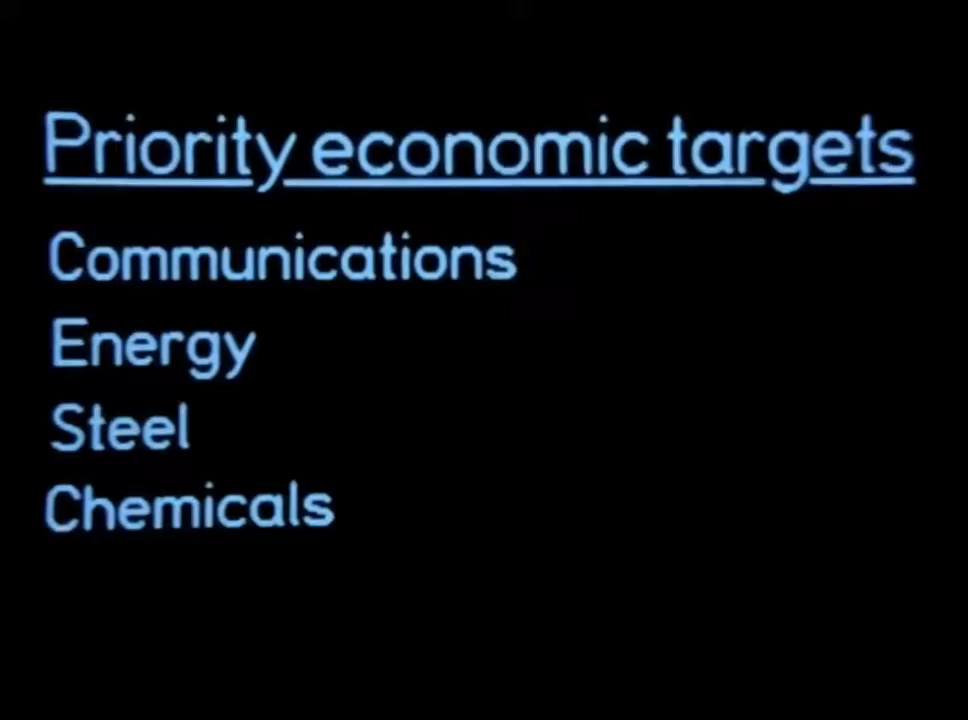 Priority economic targets
Communications
Energy
Steel
Chemicals